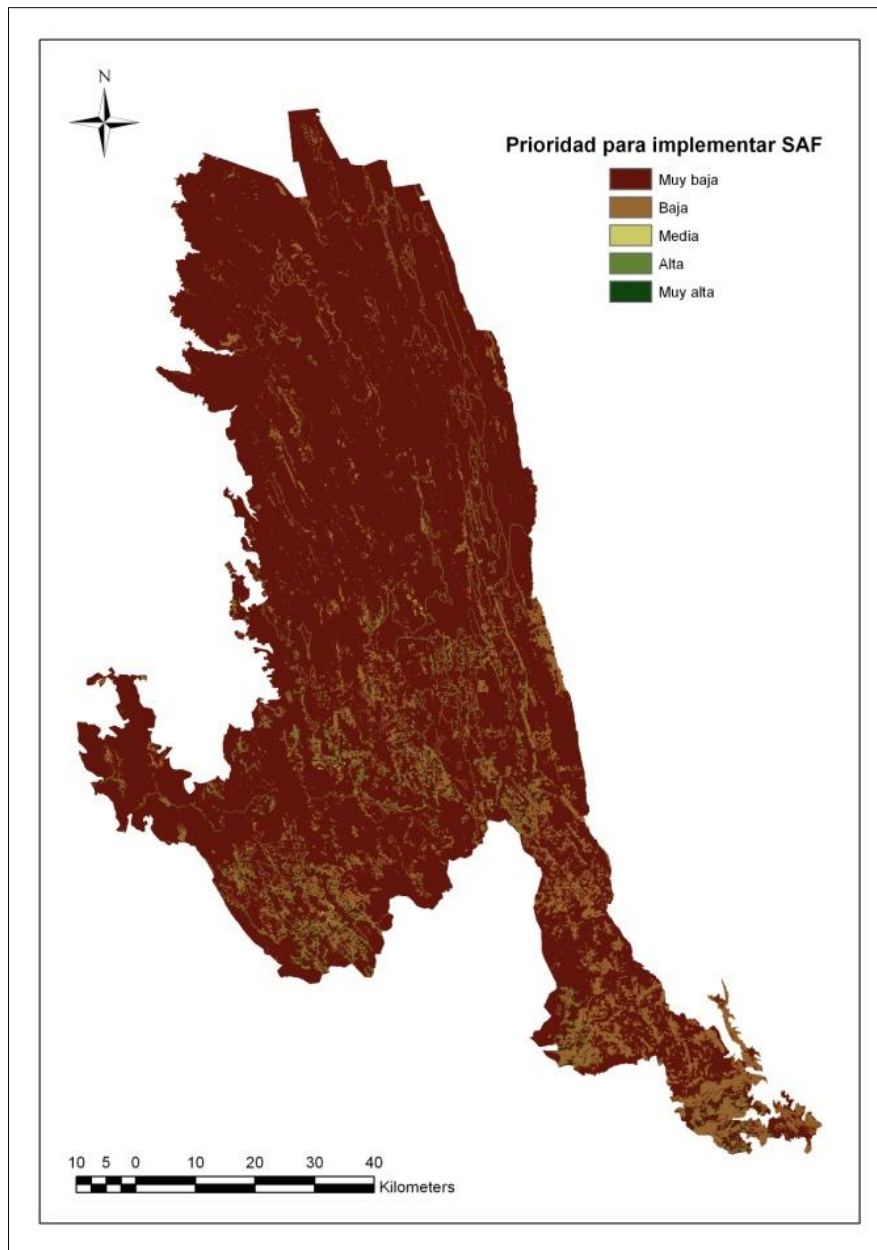 N
Prioridad para implementar SAF
Muy baja
Baja
Media
Alta
Muy alta
10 5 0 10 20 30 40
Kilometers